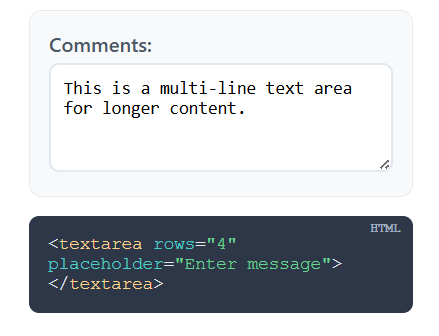 Comments:
This is a multi-line text area
for longer content.
HTML
<textarea rows="4"
placeholder="Enter message">
</textarea>